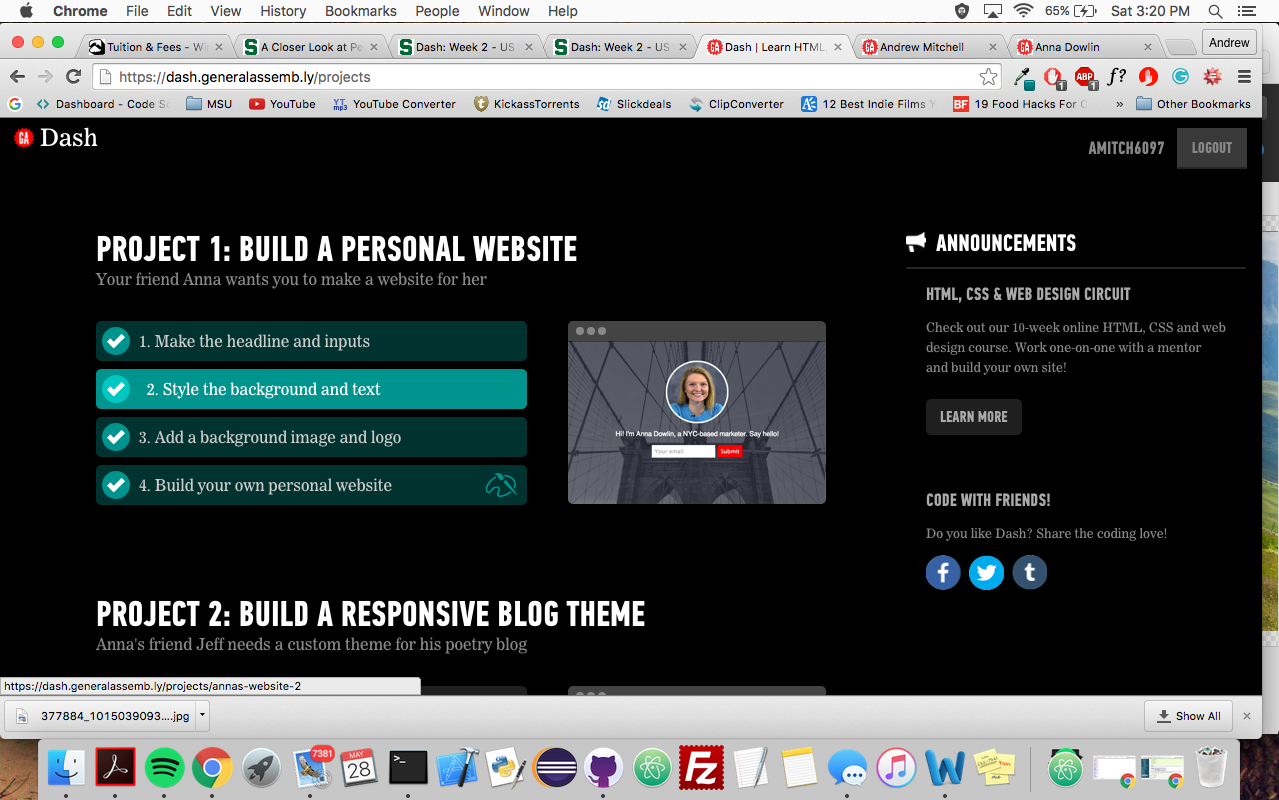 Chrome File Edit View History Bookmarks People Window Help 65% Sat 3:20 PM
Tuition & Fees - Wi
A Closer Look at Pe
Dash: Week 2 - US
Dash: Week 2 - US
Dash | Learn HTML,
Andrew Mitchell
Anna Dowlin
Andrew
https://dash.generalassemb.ly/projects
1 ABP 1 f?
Dashboard - Code Sc MSU YouTube YouTube Converter KickassTorrents Slickdeals ClipConverter 12 Best Indie Films Y 19 Food Hacks For C » Other Bookmarks
GA Dash
AMITCH6097
LOGOUT
PROJECT 1: BUILD A PERSONAL WEBSITE
Your friend Anna wants you to make a website for her
1. Make the headline and inputs
2. Style the background and text
3. Add a background image and logo
4. Build your own personal website
Hi! I'm Anna Dowlin, a NYC-based marketer. Say hello!
Your email Submit
ANNOUNCEMENTS
HTML, CSS & WEB DESIGN CIRCUIT
Check out our 10-week online HTML, CSS and web
design course. Work one-on-one with a mentor
and build your own site!
LEARN MORE
CODE WITH FRIENDS!
Do you like Dash? Share the coding love!
PROJECT 2: BUILD A RESPONSIVE BLOG THEME
Anna's friend Jeff needs a custom theme for his poetry blog
https://dash.generalassemb.ly/projects/annas-website-2
377884_1015039093....jpg
Show All
7381
MAY
28